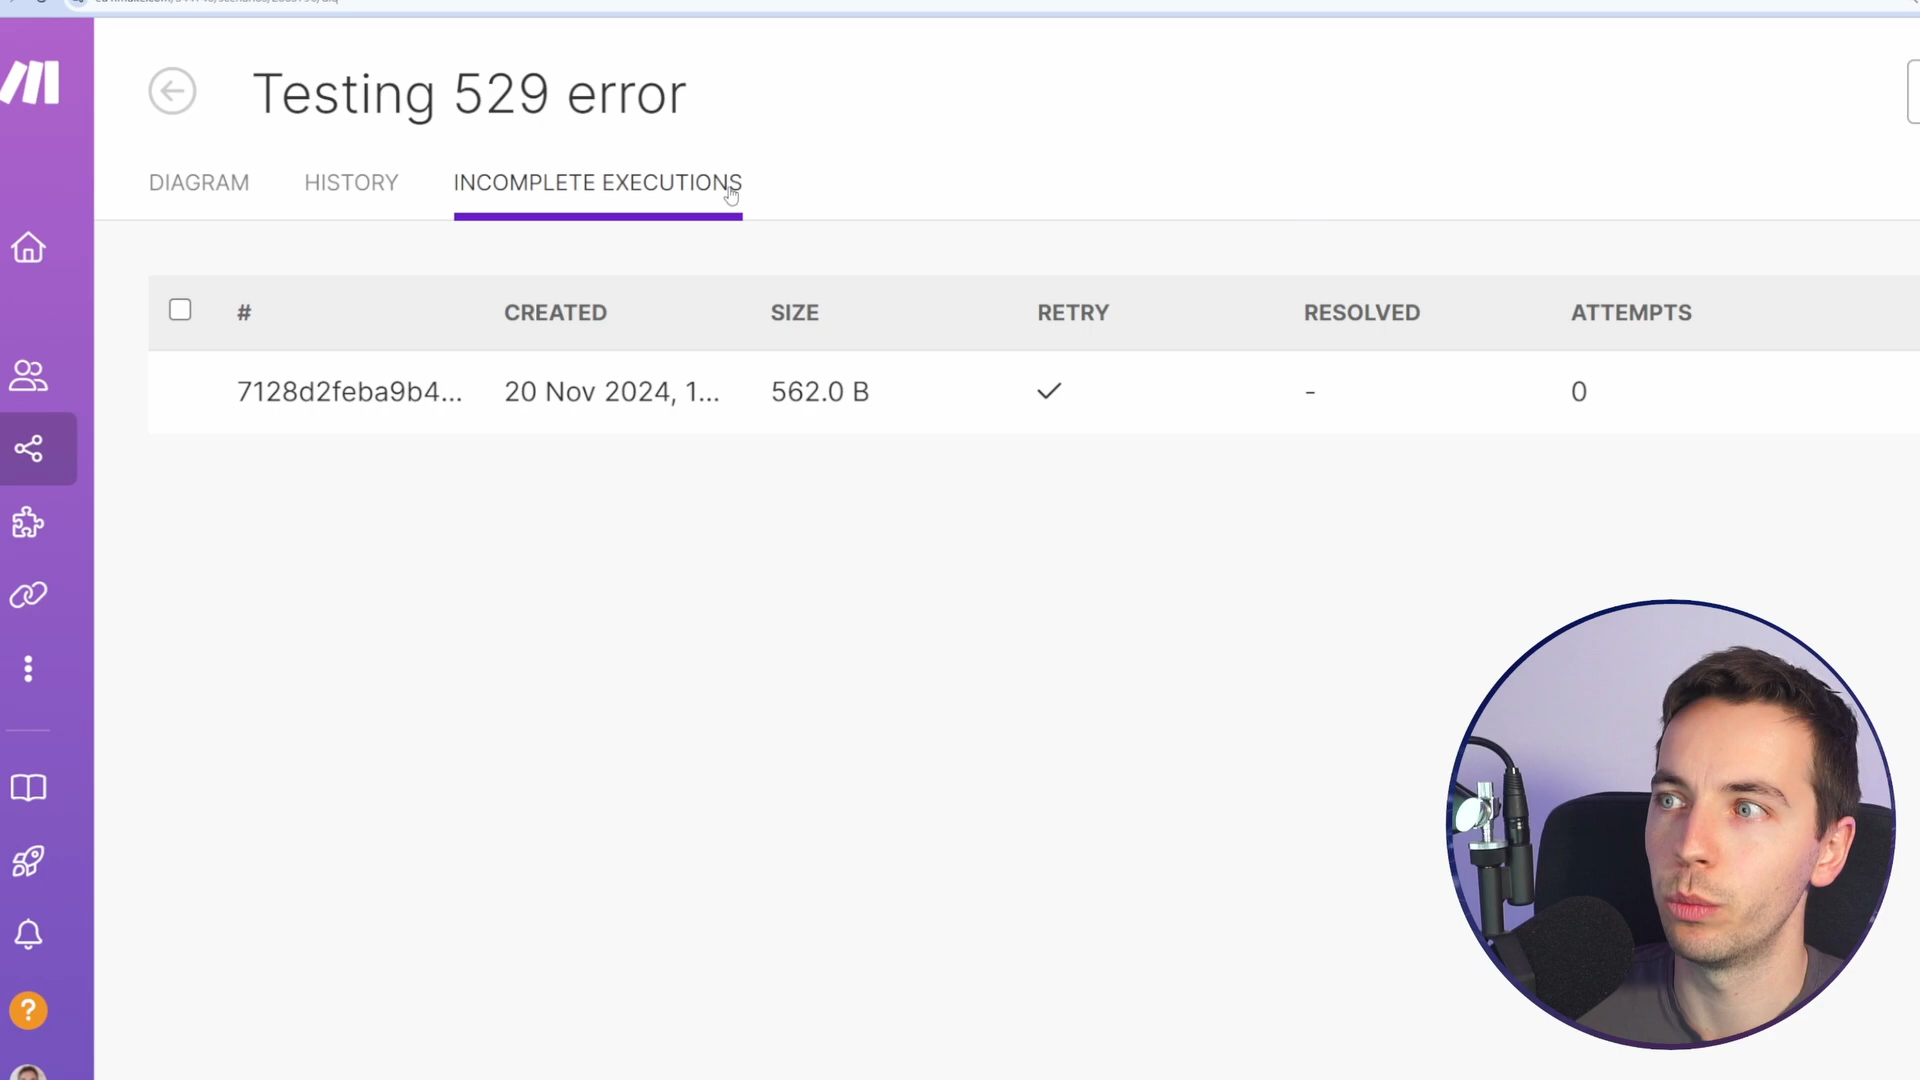 Testing 529 error
DIAGRAM HISTORY INCOMPLETE EXECUTIONS
# CREATED SIZE RETRY RESOLVED ATTEMPTS
7128d2feba9b4... 20 Nov 2024, 1... 562.0 B - 0
?